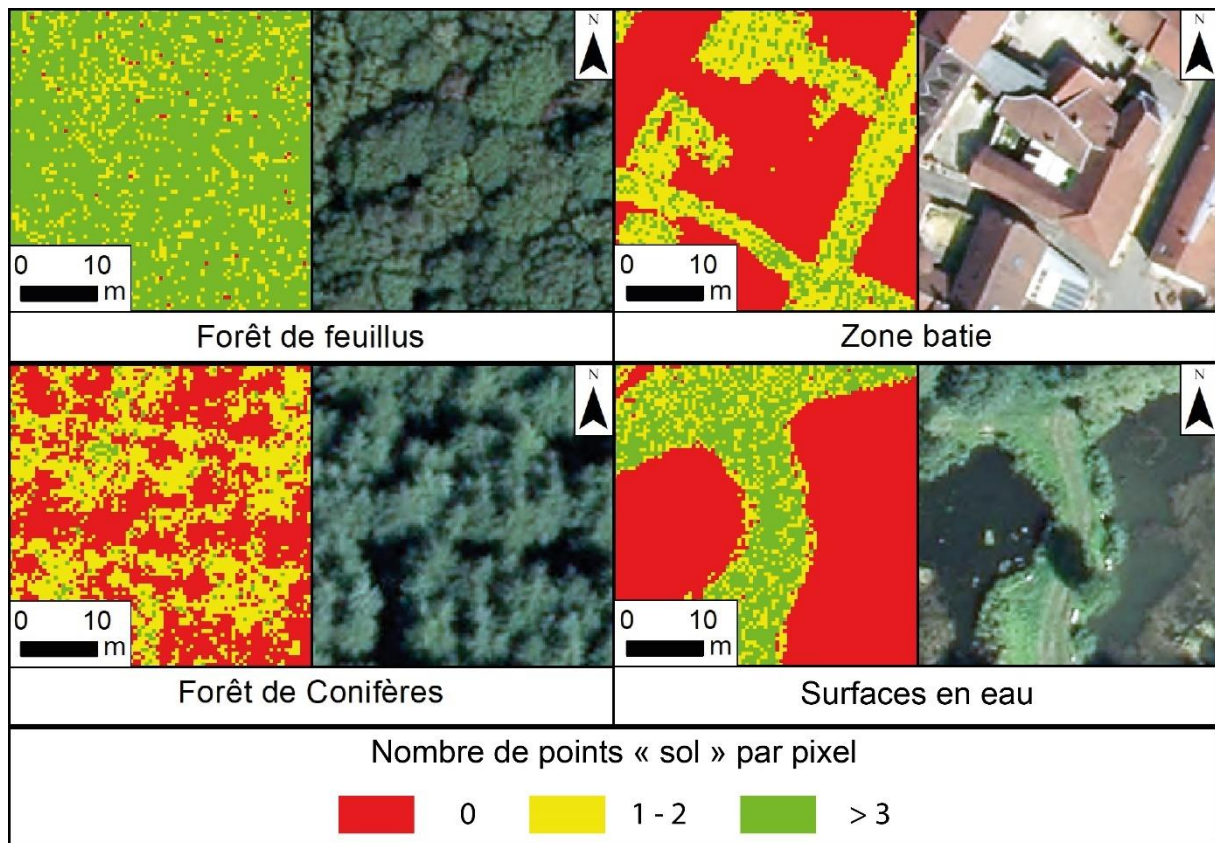 N
N
0 10
m
0 10
m
Forêt de feuillus
Zone batie
N
N
0 10
m
0 10
m
Forêt de Conifères
Surfaces en eau
Nombre de points « sol » par pixel
0
1 - 2
> 3